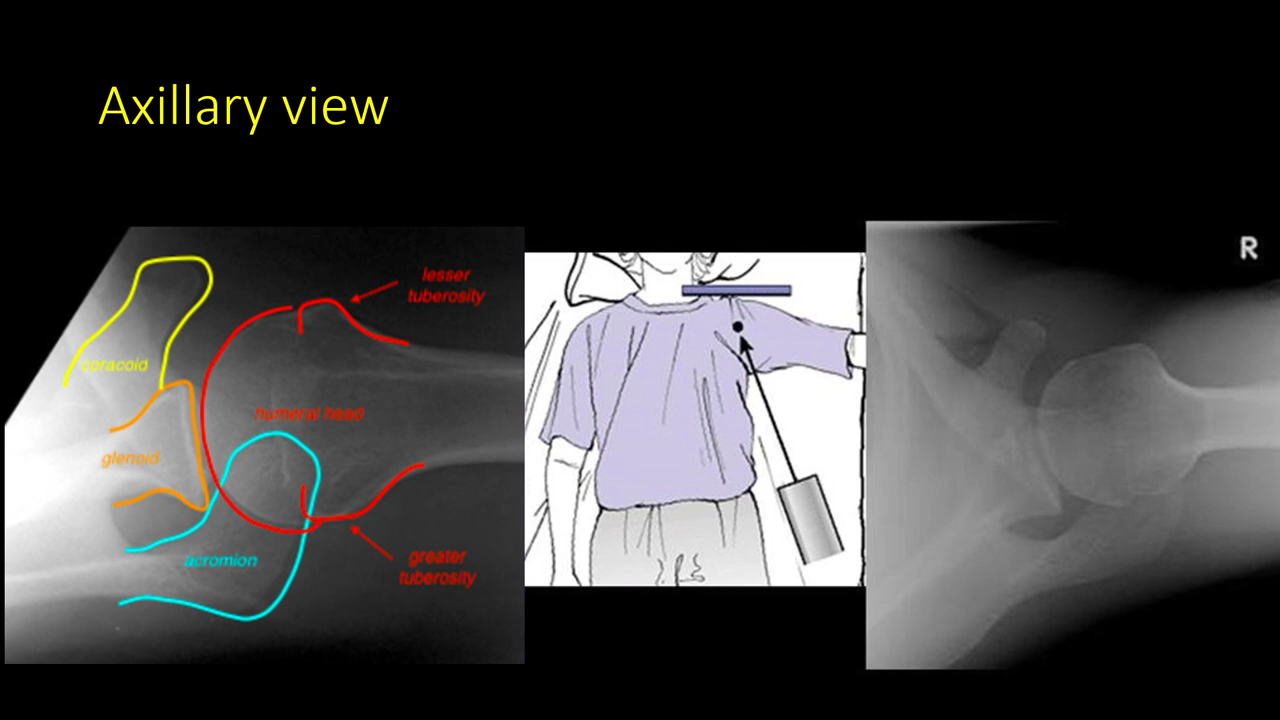 Axillary view
lesser
tuberosity
coracoid
humeral head
glenoid
acromion
greater
tuberosity
R